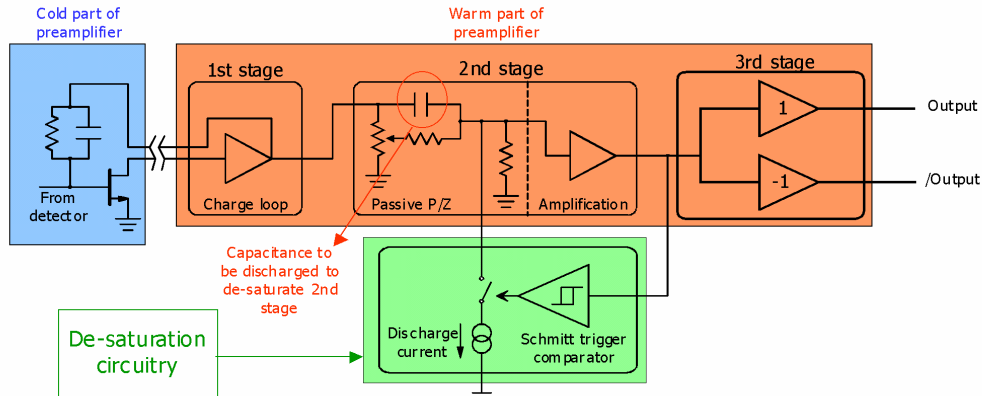 Cold part of
preamplifier
Warm part of
preamplifier
1st stage
2nd stage
3rd stage
1
Output
-1
/Output
From
detector
Charge loop
Passive P/Z
Amplification
Capacitance to
be discharged to
de-saturate 2nd
stage
De-saturation
circuitry
Discharge
current
Schmitt trigger
comparator